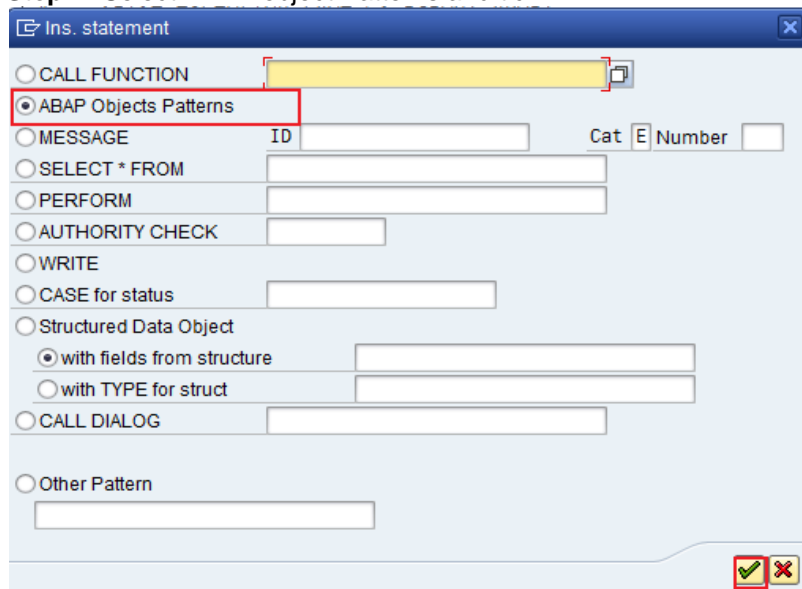 Ins. statement
CALL FUNCTION
ABAP Objects Patterns
MESSAGE ID Cat E Number
SELECT * FROM
PERFORM
AUTHORITY CHECK
WRITE
CASE for status
Structured Data Object
with fields from structure
with TYPE for struct
CALL DIALOG
Other Pattern